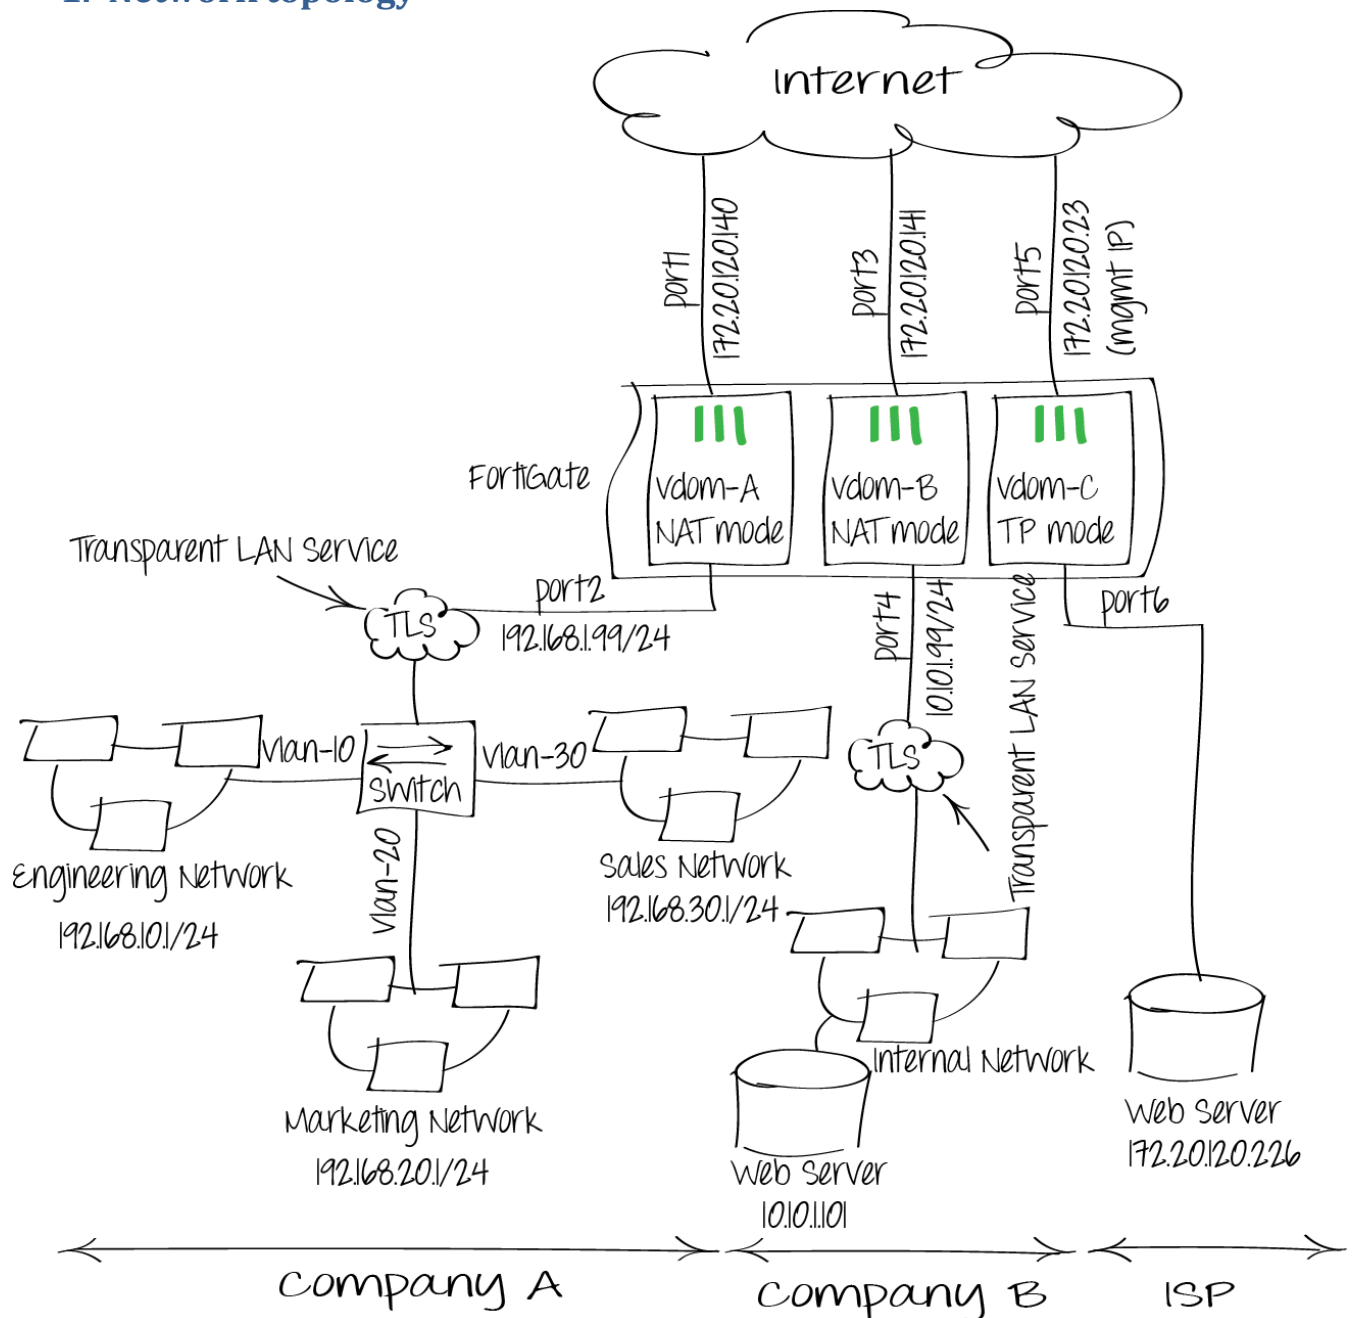 1. Network topology
Internet
port1
172.20.120.140
port3
172.20.120.141
port5
172.20.120.23
(mgmt IP)
FortiGate
Vdom-A
NAT mode
Vdom-B
NAT mode
Vdom-C
TP mode
Transparent LAN Service
TLS
port2
192.168.1.99/24
port4
10.10.1.99/24
Transparent LAN Service
port6
Vlan-10
Switch
Vlan-30
Vlan-20
TLS
Engineering Network
192.168.10.1/24
Sales Network
192.168.30.1/24
Marketing Network
192.168.20.1/24
Internal Network
Web Server
10.10.1.101
Web Server
172.20.120.226
Company A
Company B
ISP